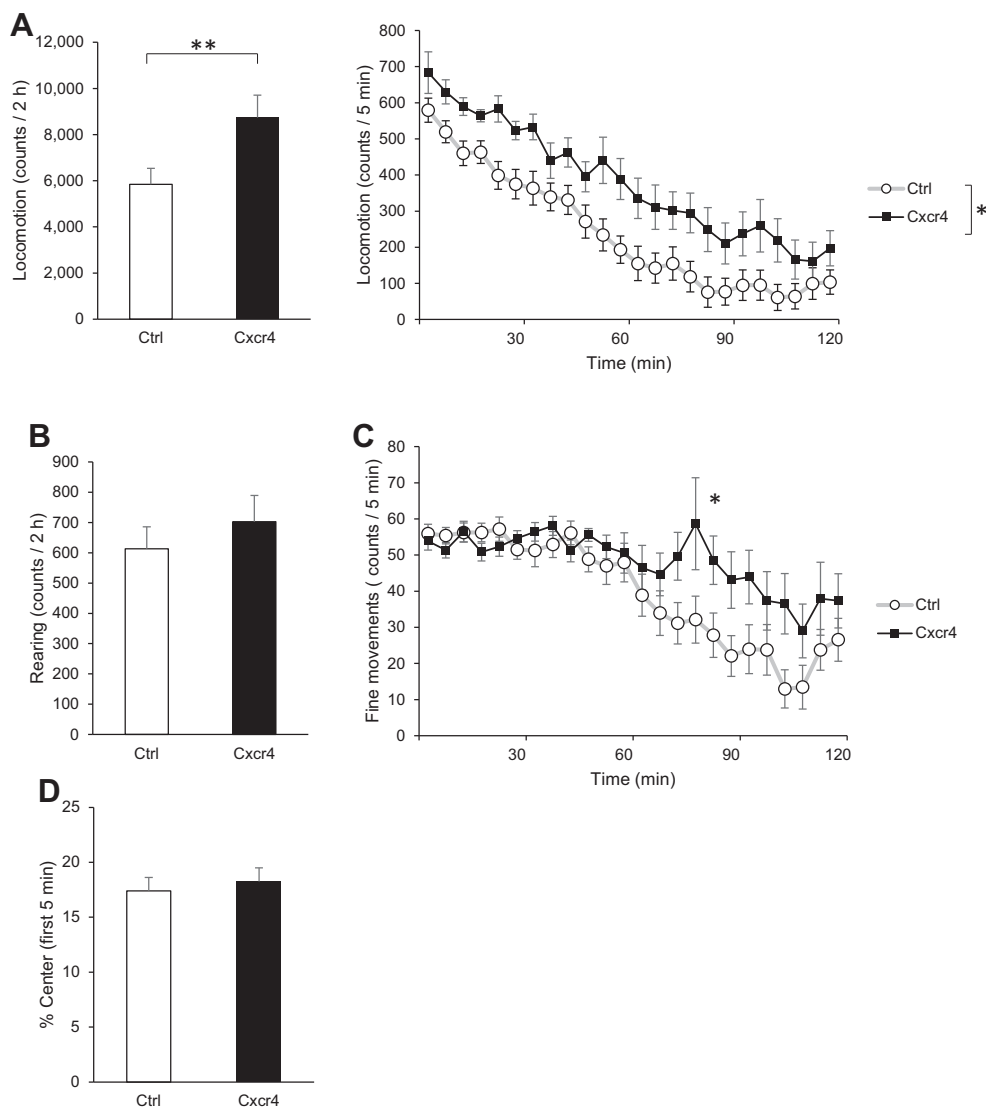 A
Locomotion (counts / 2 h)
12,000
10,000
8,000
6,000
4,000
2,000
0
**
Ctrl
Cxcr4
Locomotion (counts / 5 min)
800
700
600
500
400
300
200
100
0
30
60
90
120
Time (min)
Ctrl
Cxcr4
*
B
Rearing (counts / 2 h)
900
800
700
600
500
400
300
200
100
0
Ctrl
Cxcr4
C
Fine movements ( counts / 5 min)
80
70
60
50
40
30
20
10
0
*
30
60
90
120
Time (min)
Ctrl
Cxcr4
D
% Center (first 5 min)
25
20
15
10
5
0
Ctrl
Cxcr4